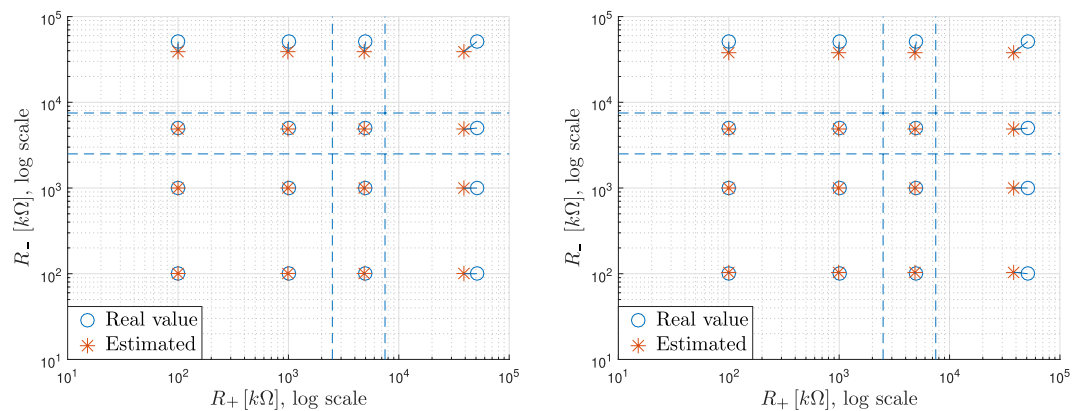 10^5
10^4
10^3
10^2
10^1
R_− [kΩ], log scale
Real value
Estimated
10^1 10^2 10^3 10^4 10^5
R_+ [kΩ], log scale
10^5
10^4
10^3
10^2
10^1
R_− [kΩ], log scale
Real value
Estimated
10^1 10^2 10^3 10^4 10^5
R_+ [kΩ], log scale